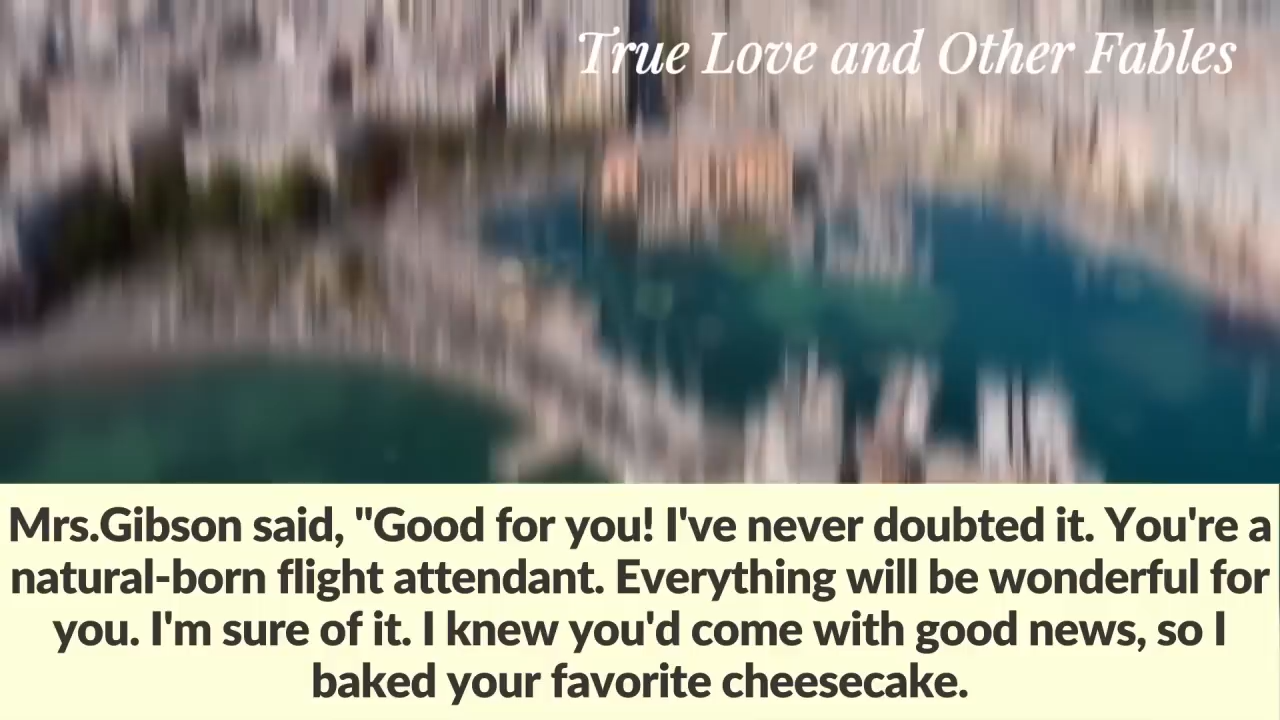 True Love and Other Fables
Mrs.Gibson said, "Good for you! I've never doubted it. You're a
natural-born flight attendant. Everything will be wonderful for
you. I'm sure of it. I knew you'd come with good news, so I
baked your favorite cheesecake.